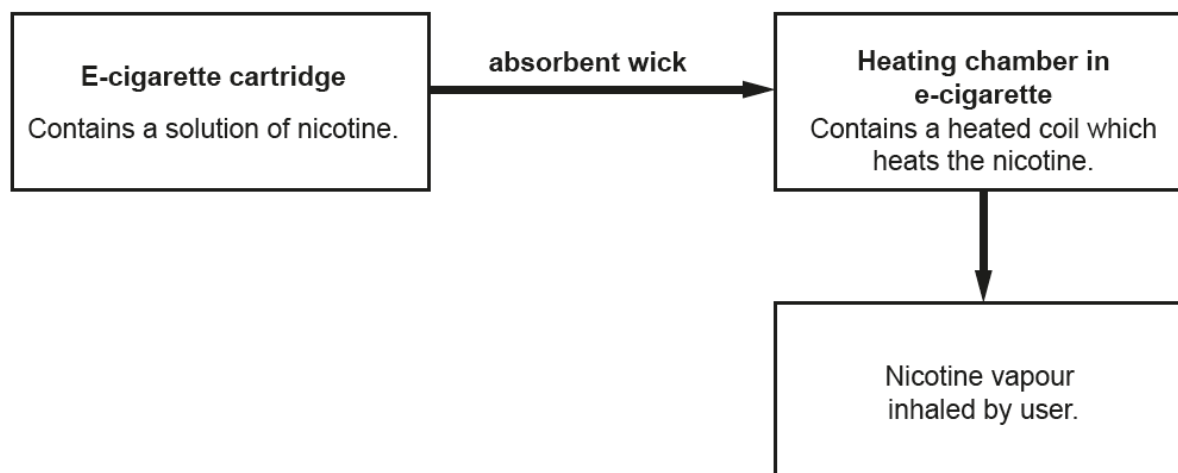 E-cigarette cartridge
Contains a solution of nicotine.
absorbent wick
Heating chamber in
e-cigarette
Contains a heated coil which
heats the nicotine.
Nicotine vapour
inhaled by user.